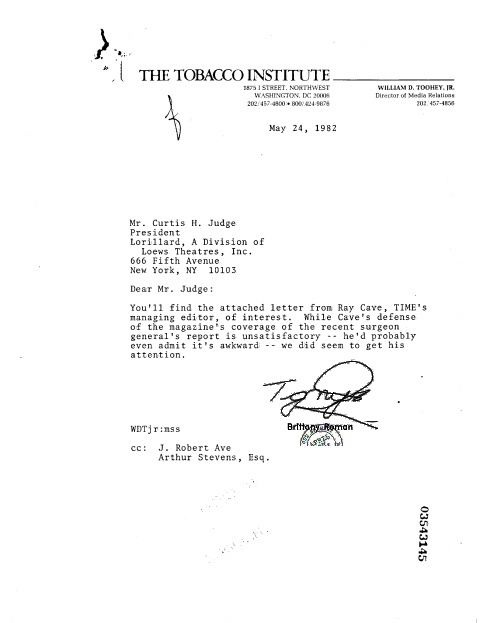 THE TOBACCO INSTITUTE
1875 I STREET, NORTHWEST
WASHINGTON, DC 20006
202/457-4800 • 800/424-9876
WILLIAM D. TOOHEY, JR.
Director of Media Relations
202/457-4856
May 24, 1982
Mr. Curtis H. Judge
President
Lorillard, A Division of
Loews Theatres, Inc.
666 Fifth Avenue
New York, NY 10103
Dear Mr. Judge:
You'll find the attached letter from Ray Cave, TIME's
managing editor, of interest. While Cave's defense
of the magazine's coverage of the recent surgeon
general's report is unsatisfactory -- he'd probably
even admit it's awkward -- we did seem to get his
attention.
Brittany Roman
WDTjr:mss
cc: J. Robert Ave
Arthur Stevens, Esq.
03543145